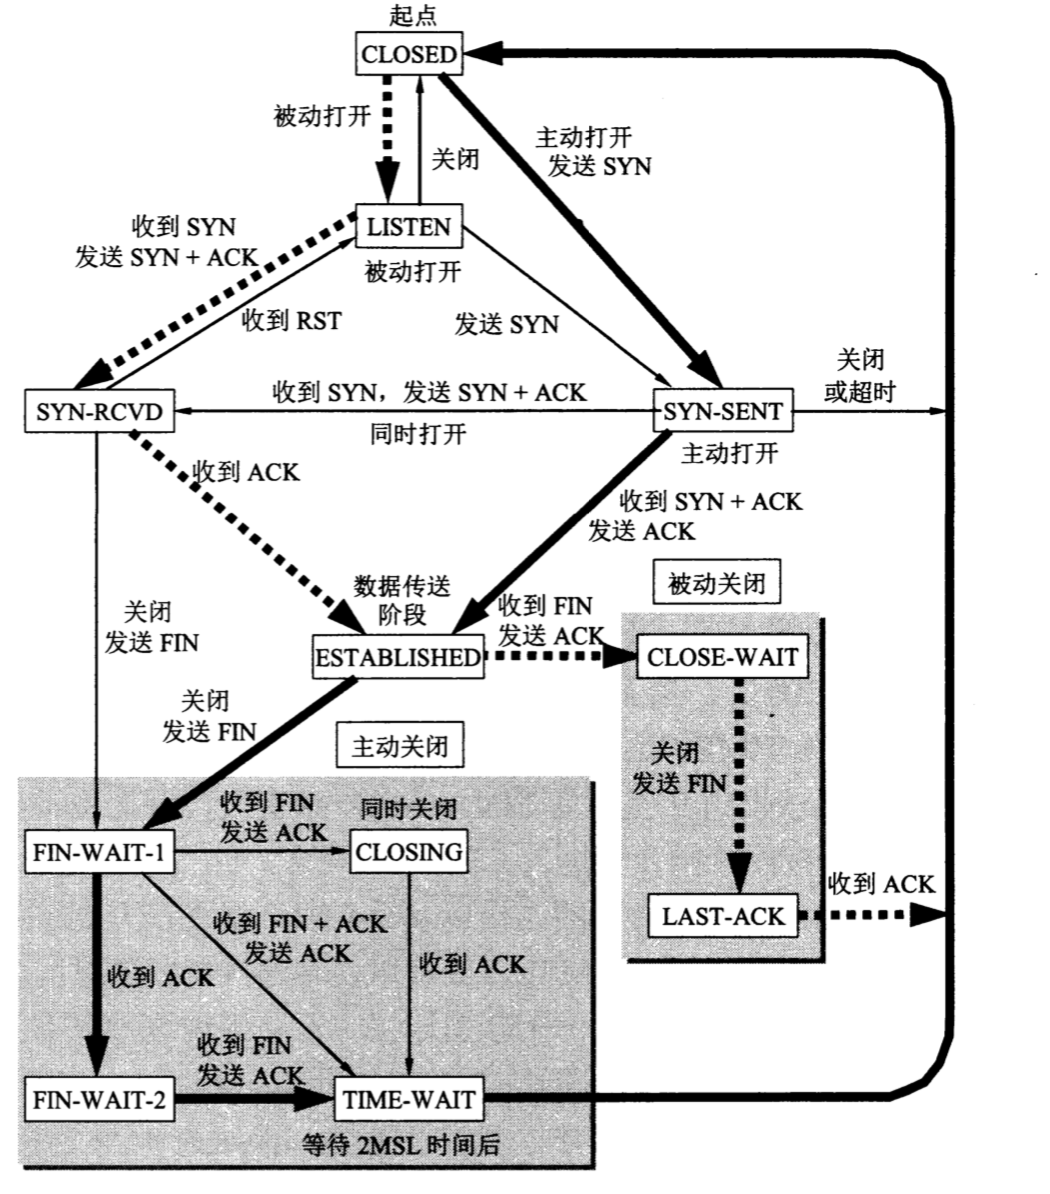 起点
CLOSED
被动打开
关闭
主动打开
发送 SYN
收到 SYN
发送 SYN + ACK
LISTEN
被动打开
收到 RST
发送 SYN
关闭
或超时
SYN-RCVD
收到 SYN，发送 SYN + ACK
同时打开
SYN-SENT
主动打开
收到 ACK
收到 SYN + ACK
发送 ACK
被动关闭
数据传送
阶段
收到 FIN
发送 ACK
关闭
发送 FIN
ESTABLISHED
CLOSE-WAIT
关闭
发送 FIN
主动关闭
关闭
发送 FIN
收到 FIN
发送 ACK
同时关闭
FIN-WAIT-1
CLOSING
LAST-ACK
收到 ACK
收到 FIN + ACK
发送 ACK
收到 ACK
收到 ACK
收到 FIN
发送 ACK
FIN-WAIT-2
TIME-WAIT
等待 2MSL 时间后